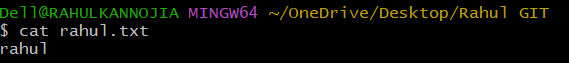 Dell@RAHULKANNOJIA MINGW64 ~/OneDrive/Desktop/Rahul GIT
$ cat rahul.txt
rahul